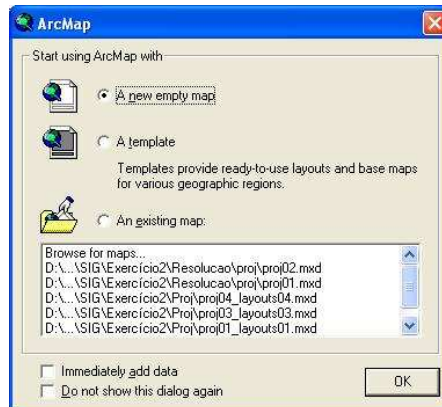 ArcMap
Start using ArcMap with
A new empty map
A template
Templates provide ready-to-use layouts and base maps
for various geographic regions.
An existing map:
Browse for maps...
D:\...\SIG\Exercício2\Resolucao\proj\proj02.mxd
D:\...\SIG\Exercício2\Resolucao\proj\proj01.mxd
D:\...\SIG\Exercício2\Proj\proj04_layouts04.mxd
D:\...\SIG\Exercício2\Proj\proj03_layouts03.mxd
D:\...\SIG\Exercício2\Proj\proj01_layouts01.mxd
Immediately add data
Do not show this dialog again
OK